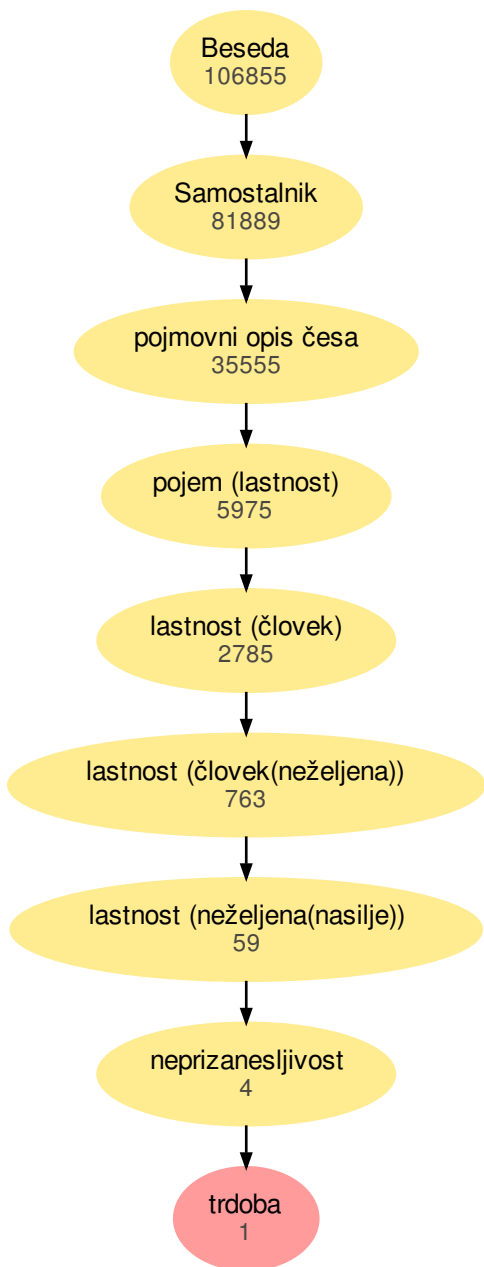 Beseda
106855
Samostalnik
81889
pojmovni opis česa
35555
pojem (lastnost)
5975
lastnost (človek)
2785
lastnost (človek(neželjena))
763
lastnost (neželjena(nasilje))
59
neprizanesljivost
4
trdoba
1